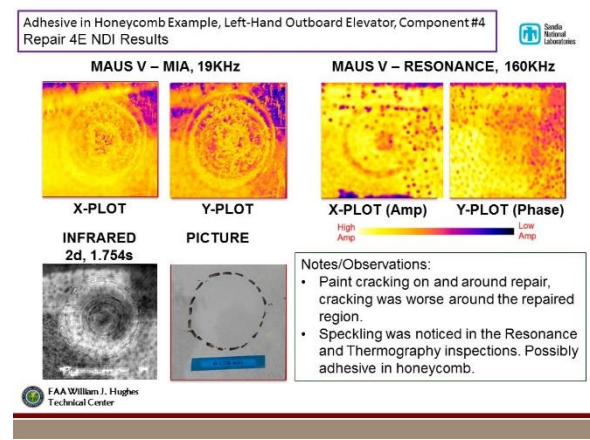 Adhesive in Honeycomb Example, Left-Hand Outboard Elevator, Component #4
Repair 4E NDI Results
Sandia
National
Laboratories
MAUS V – MIA, 19KHz
MAUS V – RESONANCE, 160KHz
X-PLOT
Y-PLOT
X-PLOT (Amp)
Y-PLOT (Phase)
High
Amp
Low
Amp
INFRARED
2d, 1.754s
PICTURE
Notes/Observations:
• Paint cracking on and around repair,
cracking was worse around the repaired
region.
• Speckling was noticed in the Resonance
and Thermography inspections. Possibly
adhesive in honeycomb.
FAA William J. Hughes
Technical Center